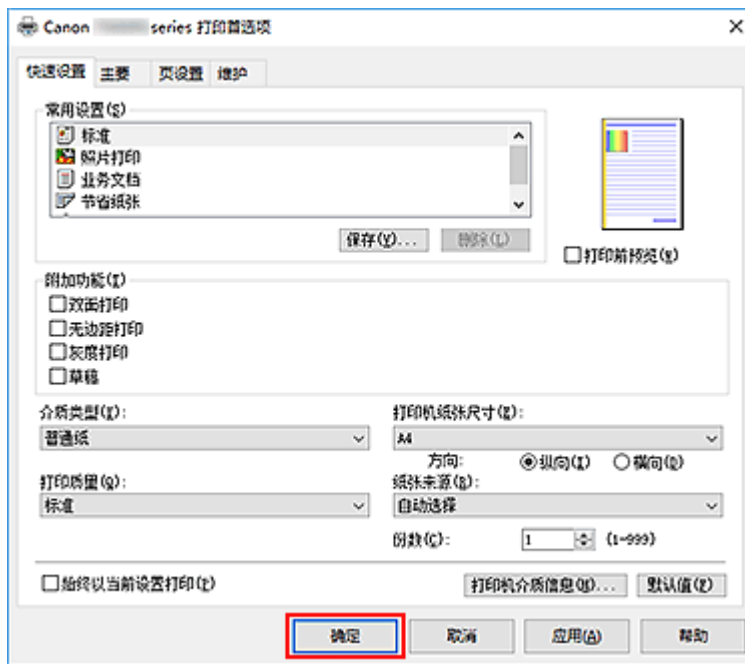 Canon series 打印首选项
快速设置 主要 页设置 维护
常用设置(S)
标准
照片打印
业务文档
节省纸张
保存(V)... 删除(L)
打印前预览(W)
附加功能(I)
双面打印
无边距打印
灰度打印
草稿
介质类型(Y):
普通纸
打印机纸张尺寸(Z):
A4
方向: 纵向(I) 横向(D)
打印质量(Q):
标准
纸张来源(B):
自动选择
份数(C): 1 (1-999)
始终以当前设置打印(P)
打印机介质信息(M)... 默认值(F)
确定 取消 应用(A) 帮助